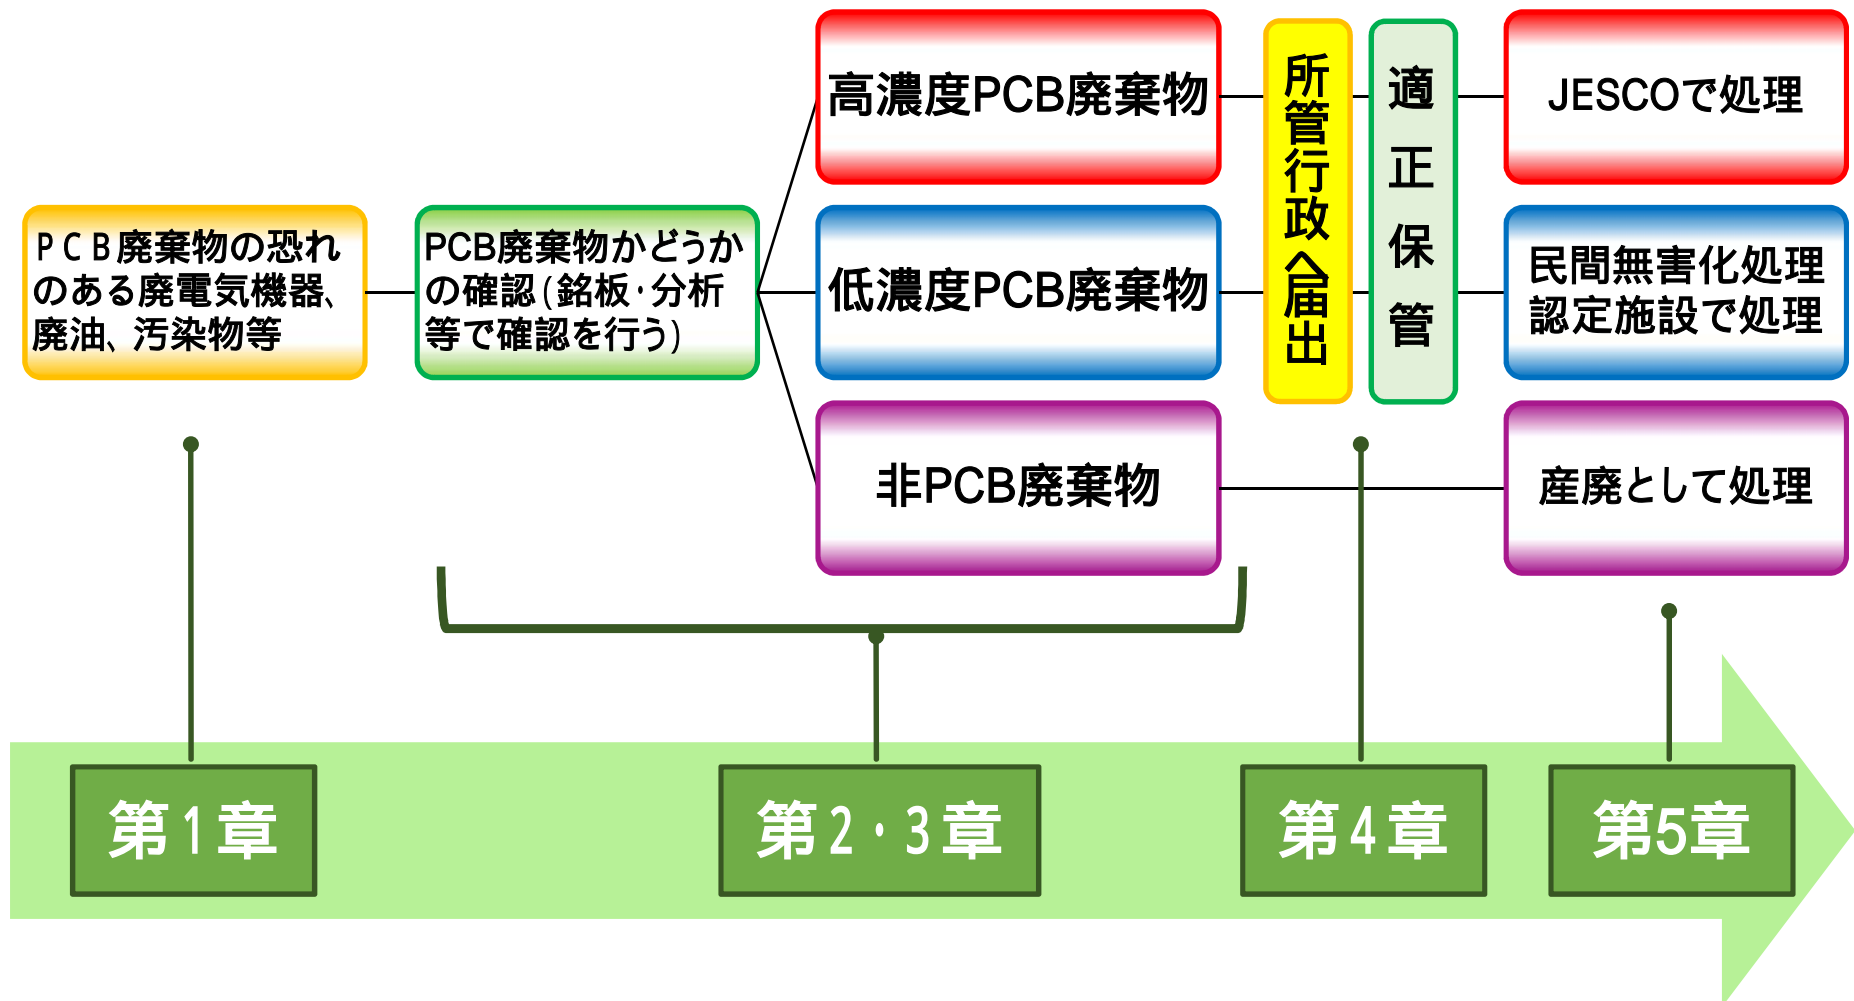 ＰＣＢ廃棄物の恐れ
のある廃電気機器、
廃油、汚染物等
PCB廃棄物かどうか
の確認(銘板・分析
等で確認を行う)
高濃度PCB廃棄物
低濃度PCB廃棄物
非PCB廃棄物
所管行政へ届出
適正保管
JESCOで処理
民間無害化処理
認定施設で処理
産廃として処理
第１章
第２・３章
第４章
第5章